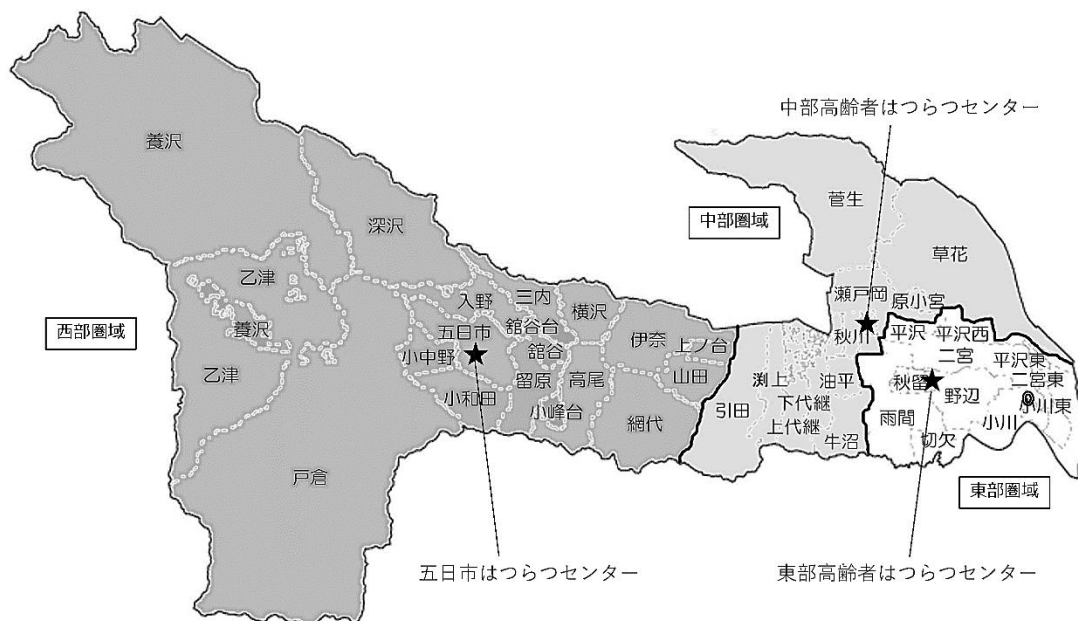 中部高齢者はつらつセンター
養沢
菅生
中部圏域
深沢
草花
乙津
瀬戸岡
原小宮
入野
三内
横沢
西部圏域
養沢
五日市
舘谷台
伊奈
上ノ台
秋川
平沢
平沢西
小中野
舘谷
二宮
平沢東
乙津
留原
高尾
山田
渕上
油平
秋留
野辺
二宮東
小和田
小峰台
下代継
小川東
引田
雨間
小川
網代
上代継
牛沼
切欠
戸倉
東部圏域
五日市はつらつセンター
東部高齢者はつらつセンター